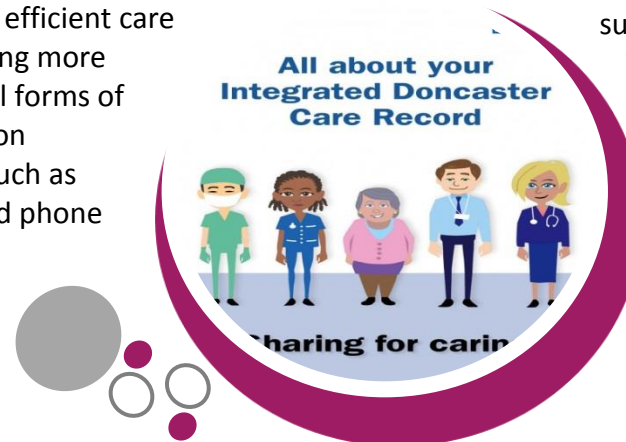 efficient care
ng more
l forms of
on
uch as
d phone
su
All about your
Integrated Doncaster
Care Record
haring for carin